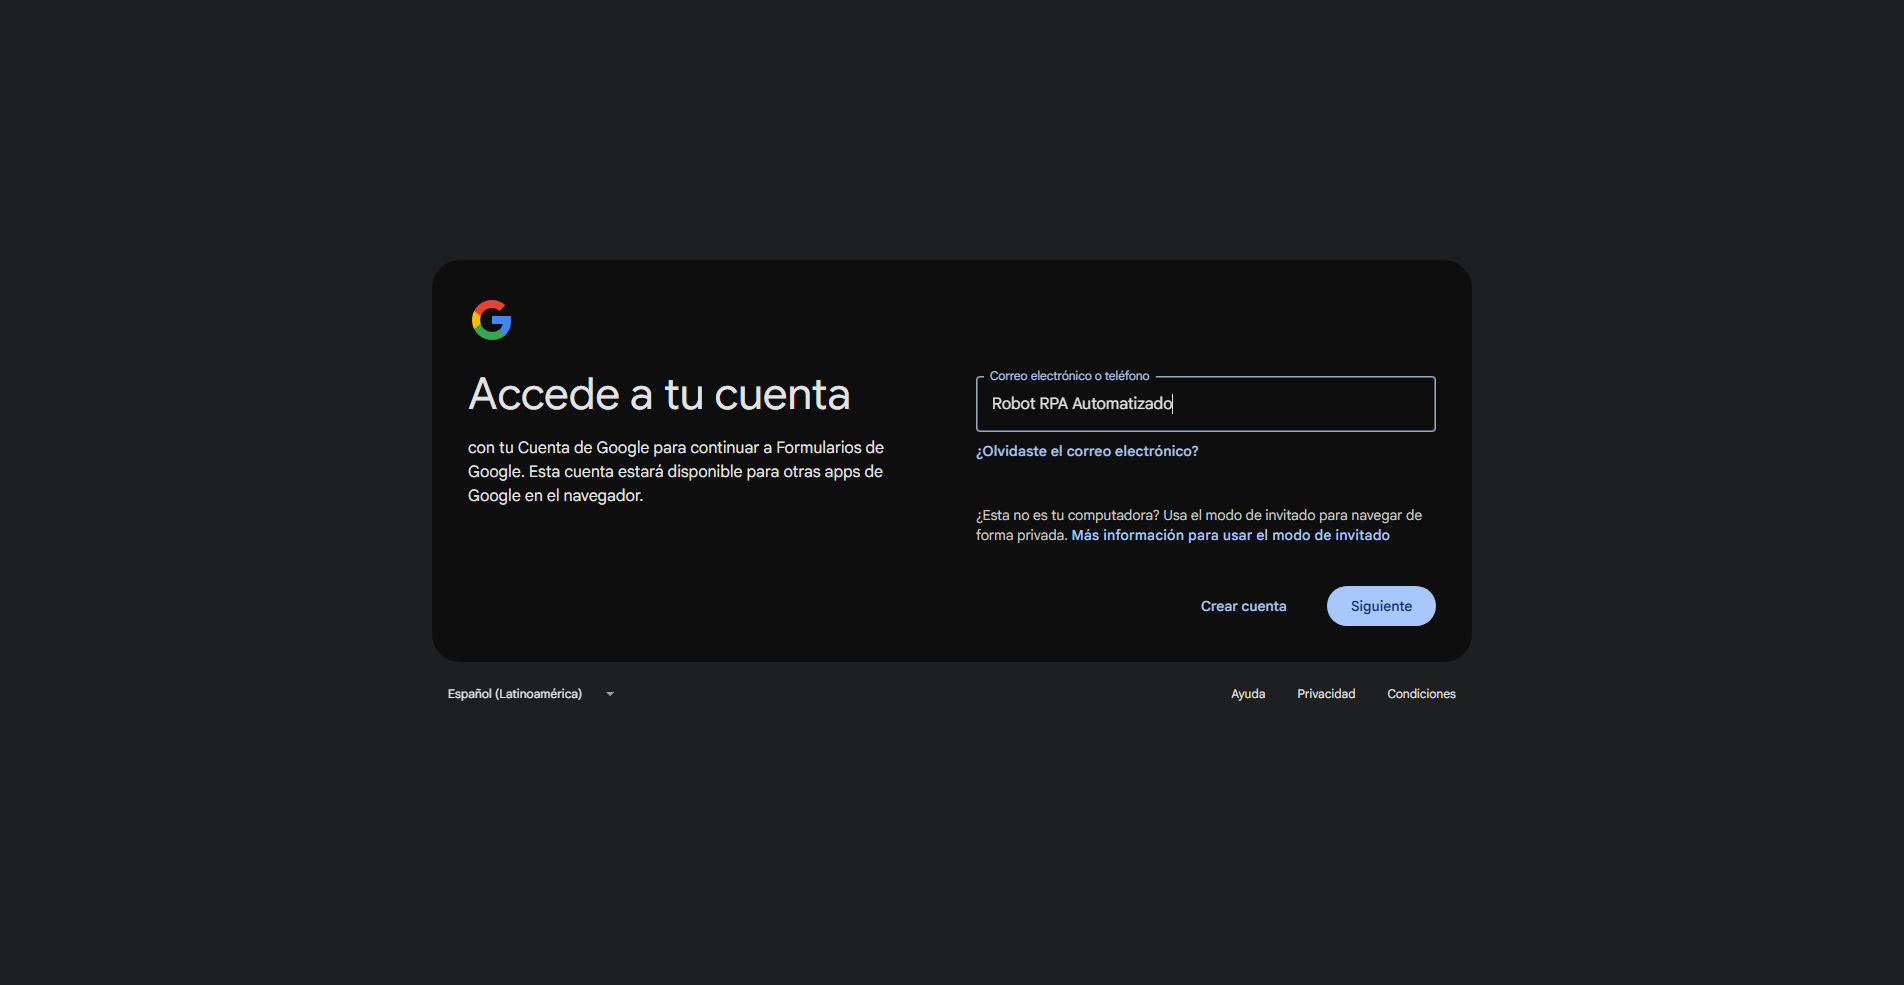 Accede a tu cuenta
con tu Cuenta de Google para continuar a Formularios de
Google. Esta cuenta estará disponible para otras apps de
Google en el navegador.
Correo electrónico o teléfono
Robot RPA Automatizado
¿Olvidaste el correo electrónico?
¿Esta no es tu computadora? Usa el modo de invitado para navegar de
forma privada. Más información para usar el modo de invitado
Crear cuenta
Siguiente
Español (Latinoamérica)
Ayuda
Privacidad
Condiciones